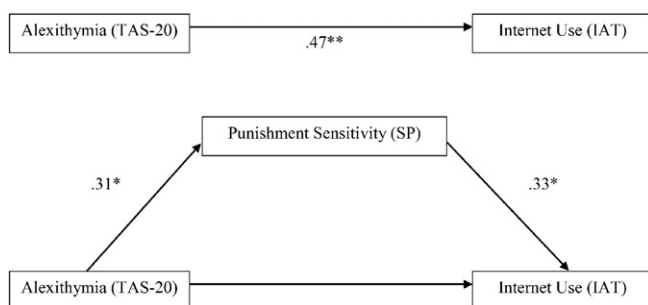 Alexithymia (TAS-20)
Internet Use (IAT)
.47**
Punishment Sensitivity (SP)
.31*
.33*
Alexithymia (TAS-20)
Internet Use (IAT)